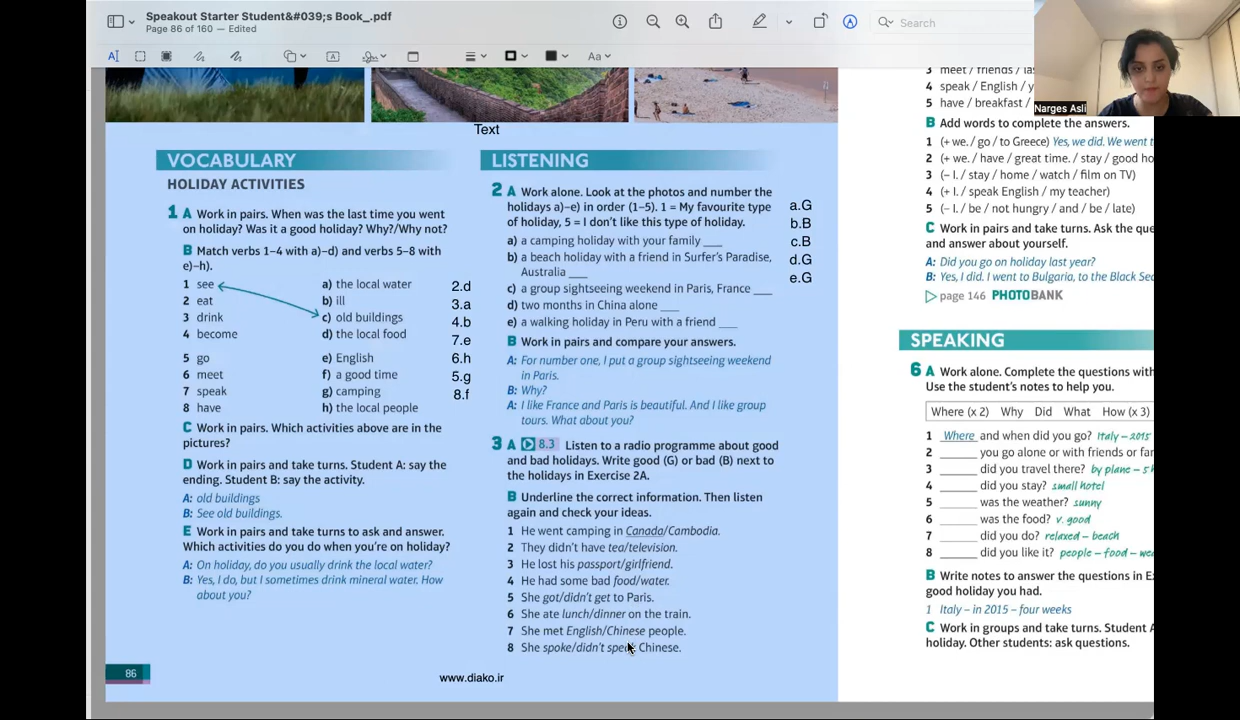 Speakout Starter Student&#039;s Book_.pdf
Page 86 of 160 — Edited
Search
Aa
Narges Asli
Text
VOCABULARY
HOLIDAY ACTIVITIES
1 A Work in pairs. When was the last time you went
on holiday? Was it a good holiday? Why?/Why not?
B Match verbs 1–4 with a)–d) and verbs 5–8 with
e)–h).
1 see a) the local water
2 eat b) ill
3 drink c) old buildings
4 become d) the local food
5 go e) English
6 meet f) a good time
7 speak g) camping
8 have h) the local people
2.d
3.a
4.b
7.e
6.h
5.g
8.f
C Work in pairs. Which activities above are in the
pictures?
D Work in pairs and take turns. Student A: say the
ending. Student B: say the activity.
A: old buildings
B: See old buildings.
E Work in pairs and take turns to ask and answer.
Which activities do you do when you're on holiday?
A: On holiday, do you usually drink the local water?
B: Yes, I do, but I sometimes drink mineral water. How
about you?
86
LISTENING
2 A Work alone. Look at the photos and number the
holidays a)–e) in order (1–5). 1 = My favourite type
of holiday, 5 = I don't like this type of holiday.
a) a camping holiday with your family ___
b) a beach holiday with a friend in Surfer's Paradise,
Australia ___
c) a group sightseeing weekend in Paris, France ___
d) two months in China alone ___
e) a walking holiday in Peru with a friend ___
a.G
b.B
c.B
d.G
e.G
B Work in pairs and compare your answers.
A: For number one, I put a group sightseeing weekend
in Paris.
B: Why?
A: I like France and Paris is beautiful. And I like group
tours. What about you?
3 A 8.3 Listen to a radio programme about good
and bad holidays. Write good (G) or bad (B) next to
the holidays in Exercise 2A.
B Underline the correct information. Then listen
again and check your ideas.
1 He went camping in Canada/Cambodia.
2 They didn't have tea/television.
3 He lost his passport/girlfriend.
4 He had some bad food/water.
5 She got/didn't get to Paris.
6 She ate lunch/dinner on the train.
7 She met English/Chinese people.
8 She spoke/didn't speak Chinese.
www.diako.ir
3 meet / friends /
4 speak / English /
5 have / breakfast /
B Add words to complete the answers.
1 (+ we. / go / to Greece) Yes, we did. We went
2 (+ we. / have / great time. / stay / good
3 (– I. / stay / home / watch / film on TV)
4 (+ I. / speak English / my teacher)
5 (– I. / be / not hungry / and / be / late)
C Work in pairs and take turns. Ask the
and answer about yourself.
A: Did you go on holiday last year?
B: Yes, I did. I went to Bulgaria, to the Black
page 146 PHOTOBANK
SPEAKING
6 A Work alone. Complete the questions with
Use the student's notes to help you.
Where (x 2) Why Did What How (x 3)
1 Where and when did you go? Italy – 2015
2 ______ you go alone or with friends or
3 ______ did you travel there? by plane – 5
4 ______ did you stay? small hotel
5 ______ was the weather? sunny
6 ______ was the food? v. good
7 ______ did you do? relaxed – beach
8 ______ did you like it? people – food –
B Write notes to answer the questions in
good holiday you had.
1 Italy – in 2015 – four weeks
C Work in groups and take turns. Student
holiday. Other students: ask questions.